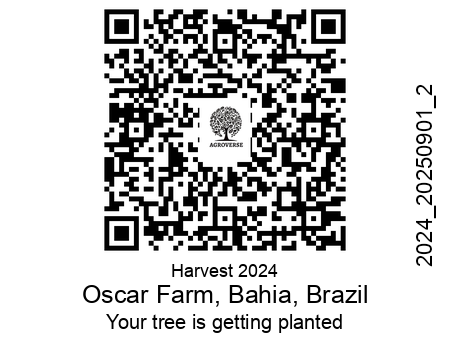 AGROVERSE
Harvest 2024
Oscar Farm, Bahia, Brazil
Your tree is getting planted
2024_20250901_2